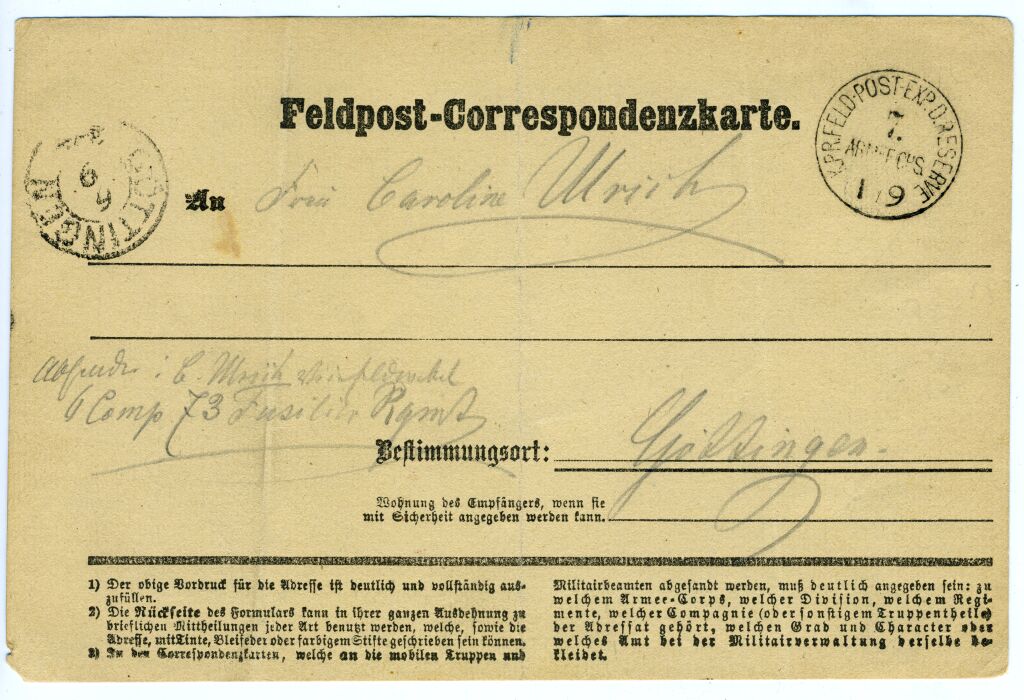 Feldpost-Correspondenzkarte.
K.PR.FELD-POST-EXP.D.RESERVE
7.
ARMEE CPS.
1 9
GÖTTINGEN
6
9
An Frau Caroline Ulrich
Absender: C. Ulrich Vicefeldwebel
6 Comp 73 Fusilier Rgmt
Bestimmungsort: Göttingen.
Wohnung des Empfängers, wenn sie
mit Sicherheit angegeben werden kann.
1) Der obige Vordruck für die Adresse ist deutlich und vollständig aus-
zufüllen.
2) Die Rückseite des Formulars kann in ihrer ganzen Ausdehnung zu
brieflichen Mittheilungen jeder Art benutzt werden, welche, sowie die
Adresse, mit Tinte, Bleifeder oder farbigem Stifte geschrieben sein können.
3) In den Correspondenzkarten, welche an die mobilen Truppen und
Militairbeamten abgesandt werden, muß deutlich angegeben sein: zu
welchem Armee-Corps, welcher Division, welchem Regi-
mente, welcher Compagnie (oder sonstigen Truppentheile)
der Adressat gehört, welchen Grad und Character oder
welches Amt bei der Militairverwaltung derselbe be-
kleidet.